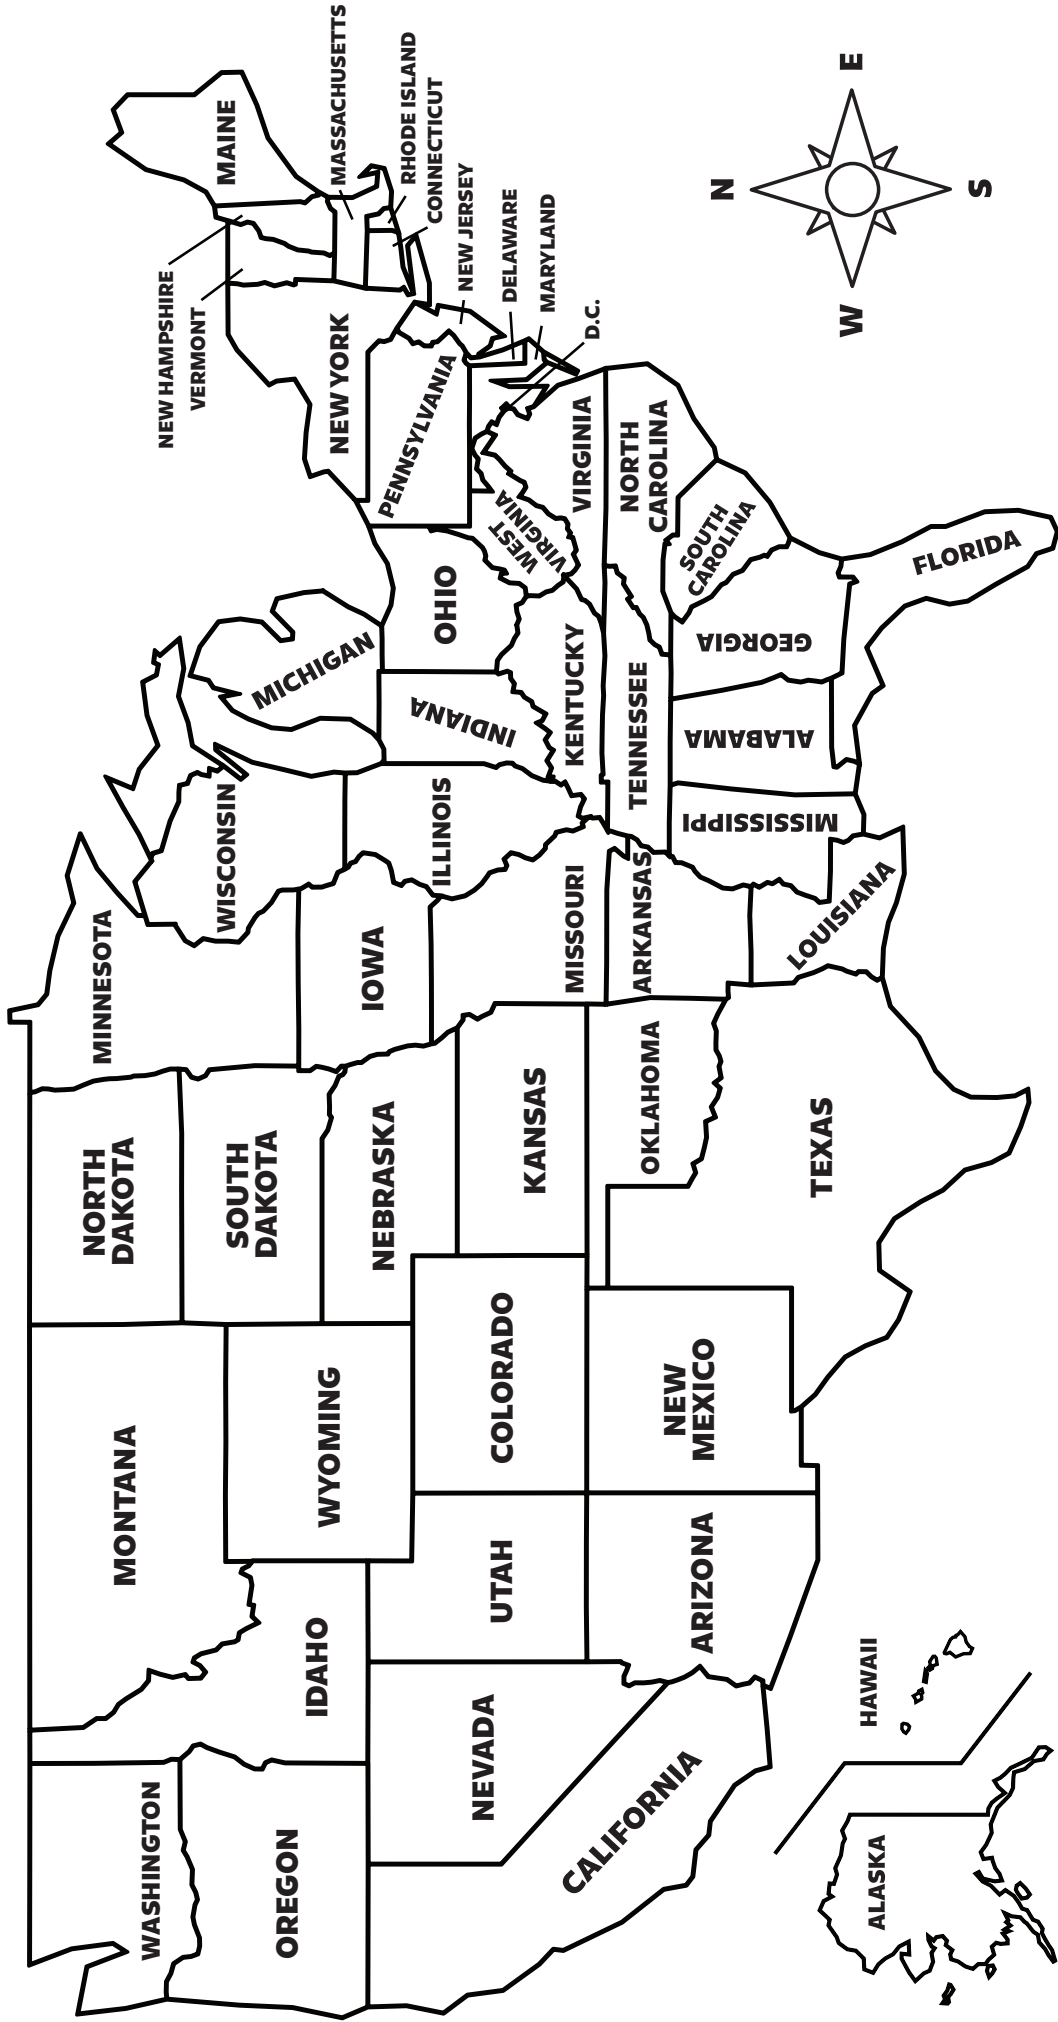 WASHINGTON
OREGON
CALIFORNIA
NEVADA
IDAHO
MONTANA
WYOMING
UTAH
ARIZONA
COLORADO
NEW
MEXICO
NORTH
DAKOTA
SOUTH
DAKOTA
NEBRASKA
KANSAS
OKLAHOMA
TEXAS
MINNESOTA
IOWA
MISSOURI
ARKANSAS
LOUISIANA
WISCONSIN
ILLINOIS
MICHIGAN
INDIANA
OHIO
KENTUCKY
TENNESSEE
MISSISSIPPI
ALABAMA
GEORGIA
FLORIDA
SOUTH
CAROLINA
NORTH
CAROLINA
VIRGINIA
WEST
VIRGINIA
PENNSYLVANIA
NEW YORK
NEW HAMPSHIRE
VERMONT
MAINE
MASSACHUSETTS
RHODE ISLAND
CONNECTICUT
NEW JERSEY
DELAWARE
MARYLAND
D.C.
ALASKA
HAWAII
N
W
E
S